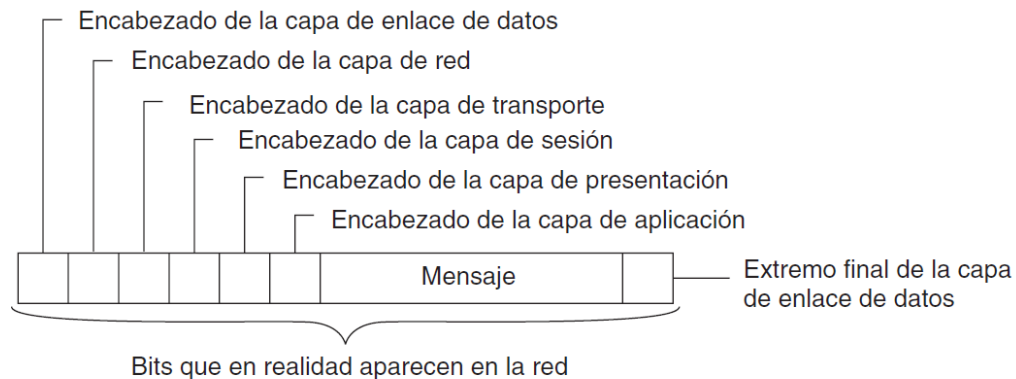 Encabezado de la capa de enlace de datos
Encabezado de la capa de red
Encabezado de la capa de transporte
Encabezado de la capa de sesión
Encabezado de la capa de presentación
Encabezado de la capa de aplicación
Mensaje
Extremo final de la capa
de enlace de datos
Bits que en realidad aparecen en la red